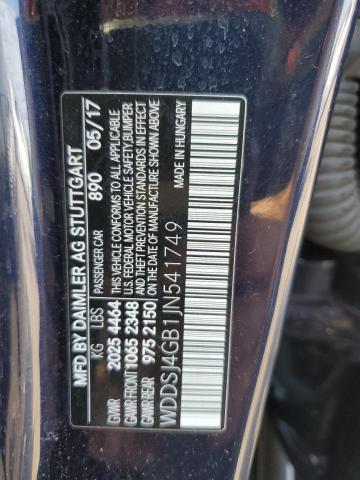 MFD BY DAIMLER AG STUTTGART
PASSENGER CAR 890 05/17
KG LBS
GVWR 2025 4464
GAWR FRONT 1065 2348
GAWR REAR 975 2150
THIS VEHICLE CONFORMS TO ALL APPLICABLE
U.S. FEDERAL MOTOR VEHICLE SAFETY, BUMPER
AND THEFT PREVENTION STANDARDS IN EFFECT
ON THE DATE OF MANUFACTURE SHOWN ABOVE
MADE IN HUNGARY
WDDSJ4GB1JN541749